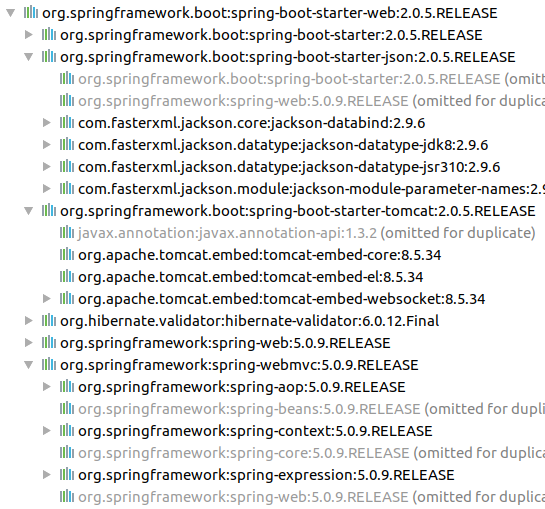 org.springframework.boot:spring-boot-starter-web:2.0.5.RELEASE
org.springframework.boot:spring-boot-starter:2.0.5.RELEASE
org.springframework.boot:spring-boot-starter-json:2.0.5.RELEASE
org.springframework.boot:spring-boot-starter:2.0.5.RELEASE (omitt
org.springframework:spring-web:5.0.9.RELEASE (omitted for duplica
com.fasterxml.jackson.core:jackson-databind:2.9.6
com.fasterxml.jackson.datatype:jackson-datatype-jdk8:2.9.6
com.fasterxml.jackson.datatype:jackson-datatype-jsr310:2.9.6
com.fasterxml.jackson.module:jackson-module-parameter-names:2.9
org.springframework.boot:spring-boot-starter-tomcat:2.0.5.RELEASE
javax.annotation:javax.annotation-api:1.3.2 (omitted for duplicate)
org.apache.tomcat.embed:tomcat-embed-core:8.5.34
org.apache.tomcat.embed:tomcat-embed-el:8.5.34
org.apache.tomcat.embed:tomcat-embed-websocket:8.5.34
org.hibernate.validator:hibernate-validator:6.0.12.Final
org.springframework:spring-web:5.0.9.RELEASE
org.springframework:spring-webmvc:5.0.9.RELEASE
org.springframework:spring-aop:5.0.9.RELEASE
org.springframework:spring-beans:5.0.9.RELEASE (omitted for dupli
org.springframework:spring-context:5.0.9.RELEASE
org.springframework:spring-core:5.0.9.RELEASE (omitted for duplic
org.springframework:spring-expression:5.0.9.RELEASE
org.springframework:spring-web:5.0.9.RELEASE (omitted for duplica